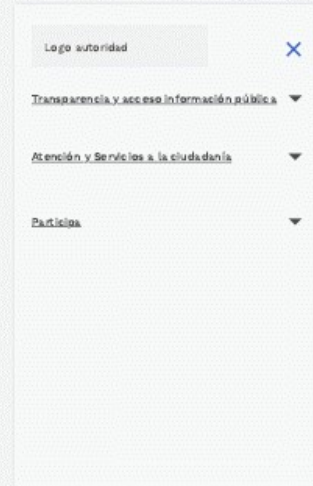 Logo autoridad
Transparencia y acceso información pública
Atención y Servicios a la ciudadanía
Participa